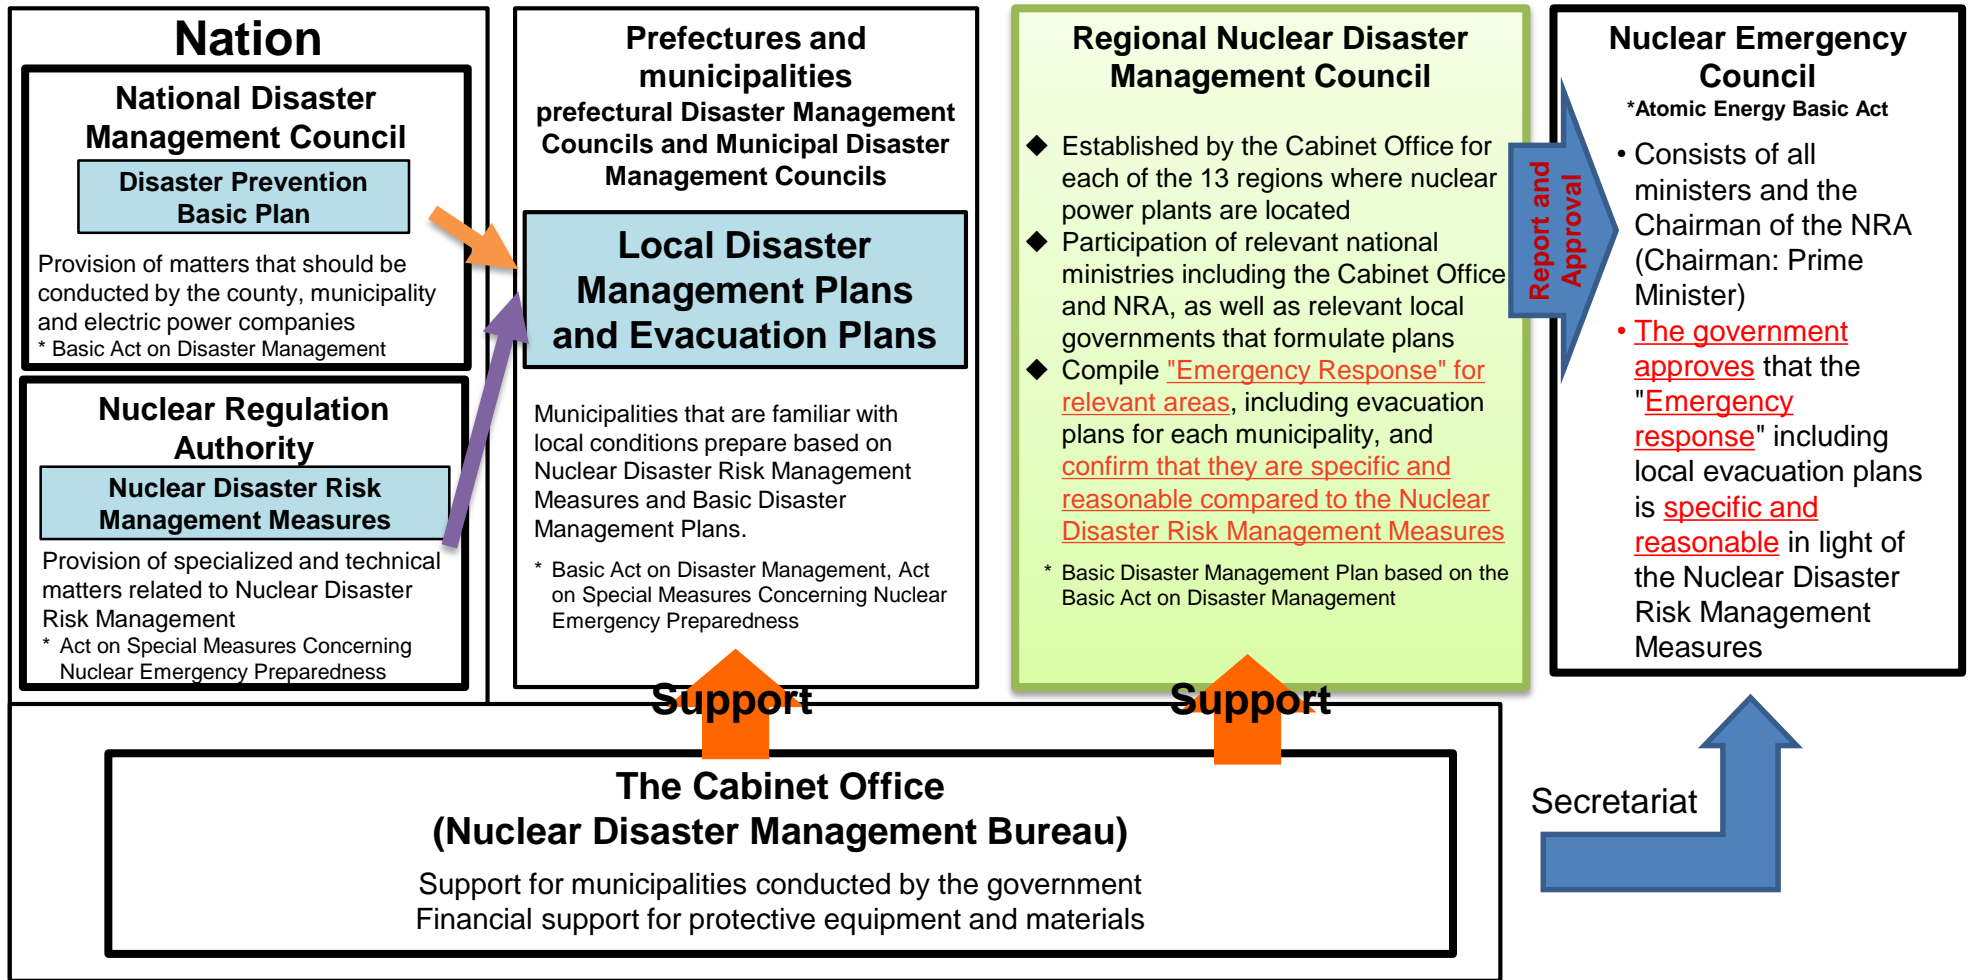 Nation
National Disaster
Management Council
Disaster Prevention
Basic Plan
Provision of matters that should be
conducted by the county, municipality
and electric power companies
* Basic Act on Disaster Management
Nuclear Regulation
Authority
Nuclear Disaster Risk
Management Measures
Provision of specialized and technical
matters related to Nuclear Disaster
Risk Management
* Act on Special Measures Concerning
Nuclear Emergency Preparedness
Prefectures and
municipalities
prefectural Disaster Management
Councils and Municipal Disaster
Management Councils
Local Disaster
Management Plans
and Evacuation Plans
Municipalities that are familiar with
local conditions prepare based on
Nuclear Disaster Risk Management
Measures and Basic Disaster
Management Plans.
* Basic Act on Disaster Management, Act
on Special Measures Concerning Nuclear
Emergency Preparedness
Support
Regional Nuclear Disaster
Management Council
◆ Established by the Cabinet Office for
each of the 13 regions where nuclear
power plants are located
◆ Participation of relevant national
ministries including the Cabinet Office
and NRA, as well as relevant local
governments that formulate plans
◆ Compile "Emergency Response" for
relevant areas, including evacuation
plans for each municipality, and
confirm that they are specific and
reasonable compared to the Nuclear
Disaster Risk Management Measures
* Basic Disaster Management Plan based on the
Basic Act on Disaster Management
Support
Report and
Approval
Nuclear Emergency
Council
*Atomic Energy Basic Act
• Consists of all
ministers and the
Chairman of the NRA
(Chairman: Prime
Minister)
• The government
approves that the
"Emergency
response" including
local evacuation plans
is specific and
reasonable in light of
the Nuclear Disaster
Risk Management
Measures
The Cabinet Office
(Nuclear Disaster Management Bureau)
Support for municipalities conducted by the government
Financial support for protective equipment and materials
Secretariat